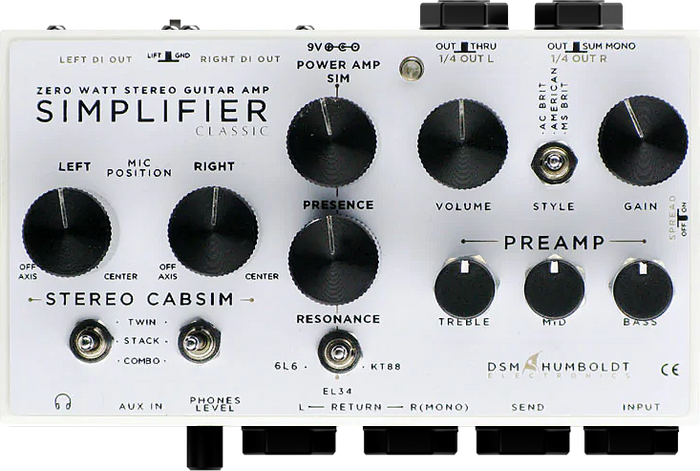 9V
OUT THRU
OUT SUM MONO
LEFT DI OUT
LIFT GND
RIGHT DI OUT
POWER AMP
SIM
1/4 OUT L
1/4 OUT R
ZERO WATT STEREO GUITAR AMP
SIMPLIFIER
CLASSIC
AC BRIT
AMERICAN
MS BRIT
LEFT
MIC
POSITION
RIGHT
PRESENCE
VOLUME
STYLE
GAIN
SPREAD
OFF ON
PREAMP
OFF
AXIS
CENTER
OFF
AXIS
CENTER
STEREO CABSIM
RESONANCE
TREBLE
MID
BASS
TWIN
STACK
COMBO
6L6
KT88
EL34
DSM HUMBOLDT
ELECTRONICS
CE
AUX IN
PHONES
LEVEL
L RETURN R(MONO)
SEND
INPUT